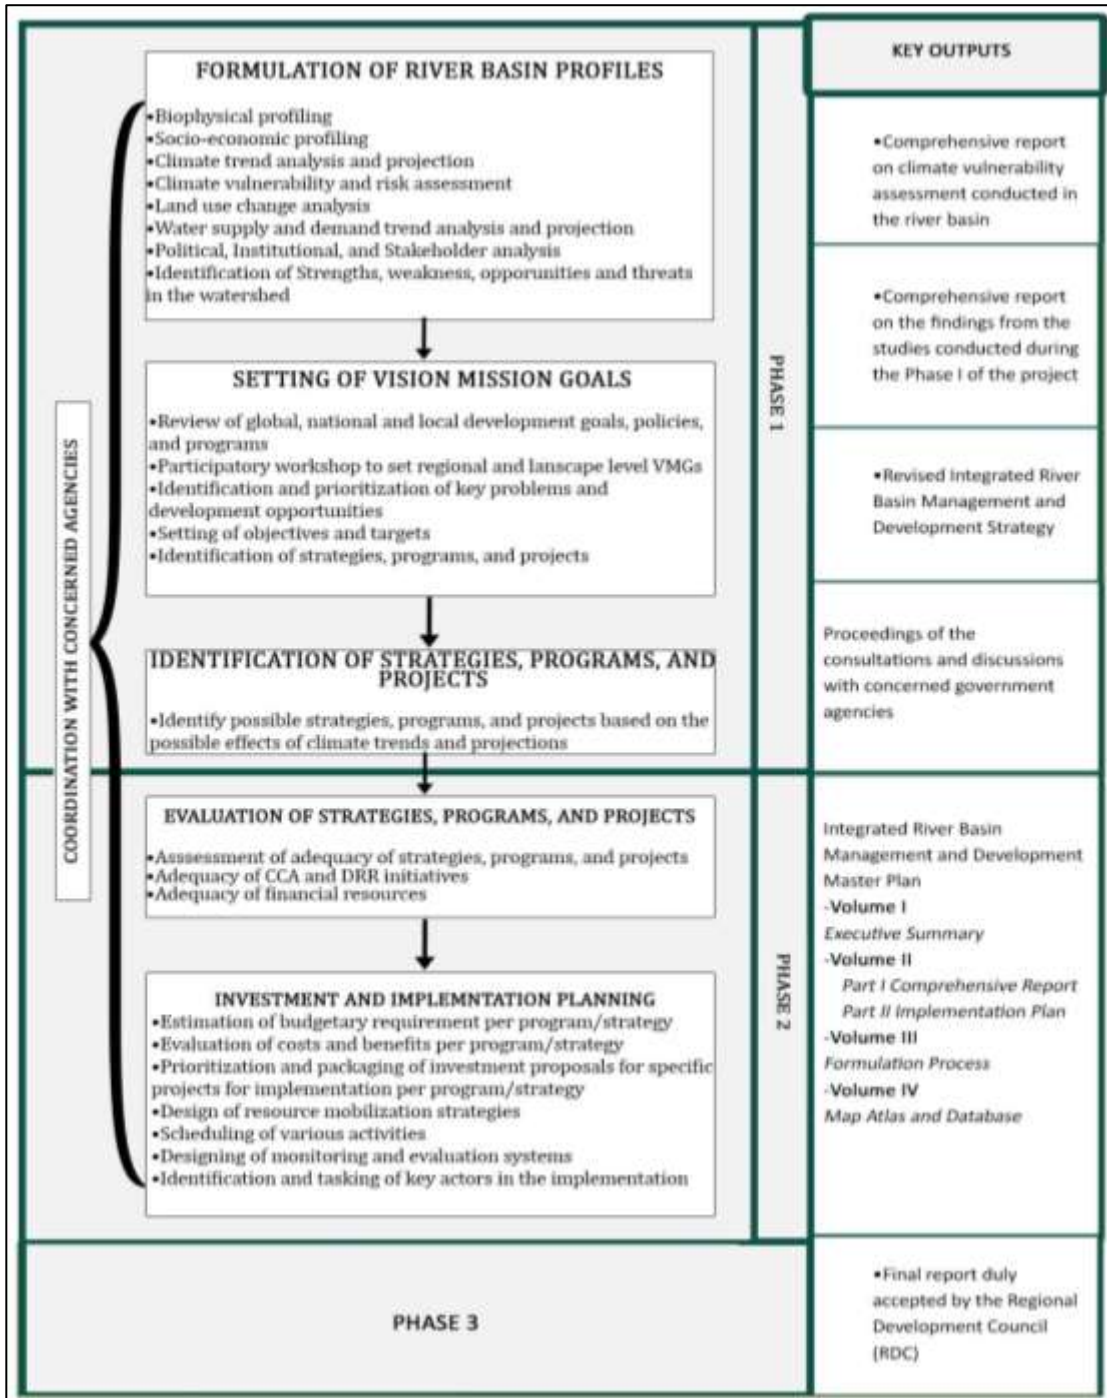 COORDINATION WITH CONCERNED AGENCIES
FORMULATION OF RIVER BASIN PROFILES
•Biophysical profiling
•Socio-economic profiling
•Climate trend analysis and projection
•Climate vulnerability and risk assessment
•Land use change analysis
•Water supply and demand trend analysis and projection
•Political, Institutional, and Stakeholder analysis
•Identification of Strengths, weakness, opporunities and threats
in the watershed
SETTING OF VISION MISSION GOALS
•Review of global, national and local development goals, policies,
and programs
•Participatory workshop to set regional and lanscape level VMGs
•Identification and prioritization of key problems and
development opportunities
•Setting of objectives and targets
•Identification of strategies, programs, and projects
IDENTIFICATION OF STRATEGIES, PROGRAMS, AND
PROJECTS
•Identify possible strategies, programs, and projects based on the
possible effects of climate trends and projections
PHASE 1
EVALUATION OF STRATEGIES, PROGRAMS, AND PROJECTS
•Asssessment of adequacy of strategies, programs, and projects
•Adequacy of CCA and DRR initiatives
•Adequacy of financial resources
INVESTMENT AND IMPLEMNTATION PLANNING
•Estimation of budgetary requirement per program/strategy
•Evaluation of costs and benefits per program/strategy
•Prioritization and packaging of investment proposals for specific
projects for implementation per program/strategy
•Design of resource mobilization strategies
•Scheduling of various activities
•Designing of monitoring and evaluation systems
•Identification and tasking of key actors in the implementation
PHASE 2
PHASE 3
KEY OUTPUTS
•Comprehensive report
on climate vulnerability
assessment conducted in
the river basin
•Comprehensive report
on the findings from the
studies conducted during
the Phase I of the project
•Revised Integrated River
Basin Management and
Development Strategy
Proceedings of the
consultations and discussions
with concerned government
agencies
Integrated River Basin
Management and Development
Master Plan
-Volume I
Executive Summary
-Volume II
Part I Comprehensive Report
Part II Implementation Plan
-Volume III
Formulation Process
-Volume IV
Map Atlas and Database
•Final report duly
accepted by the Regional
Development Council
(RDC)